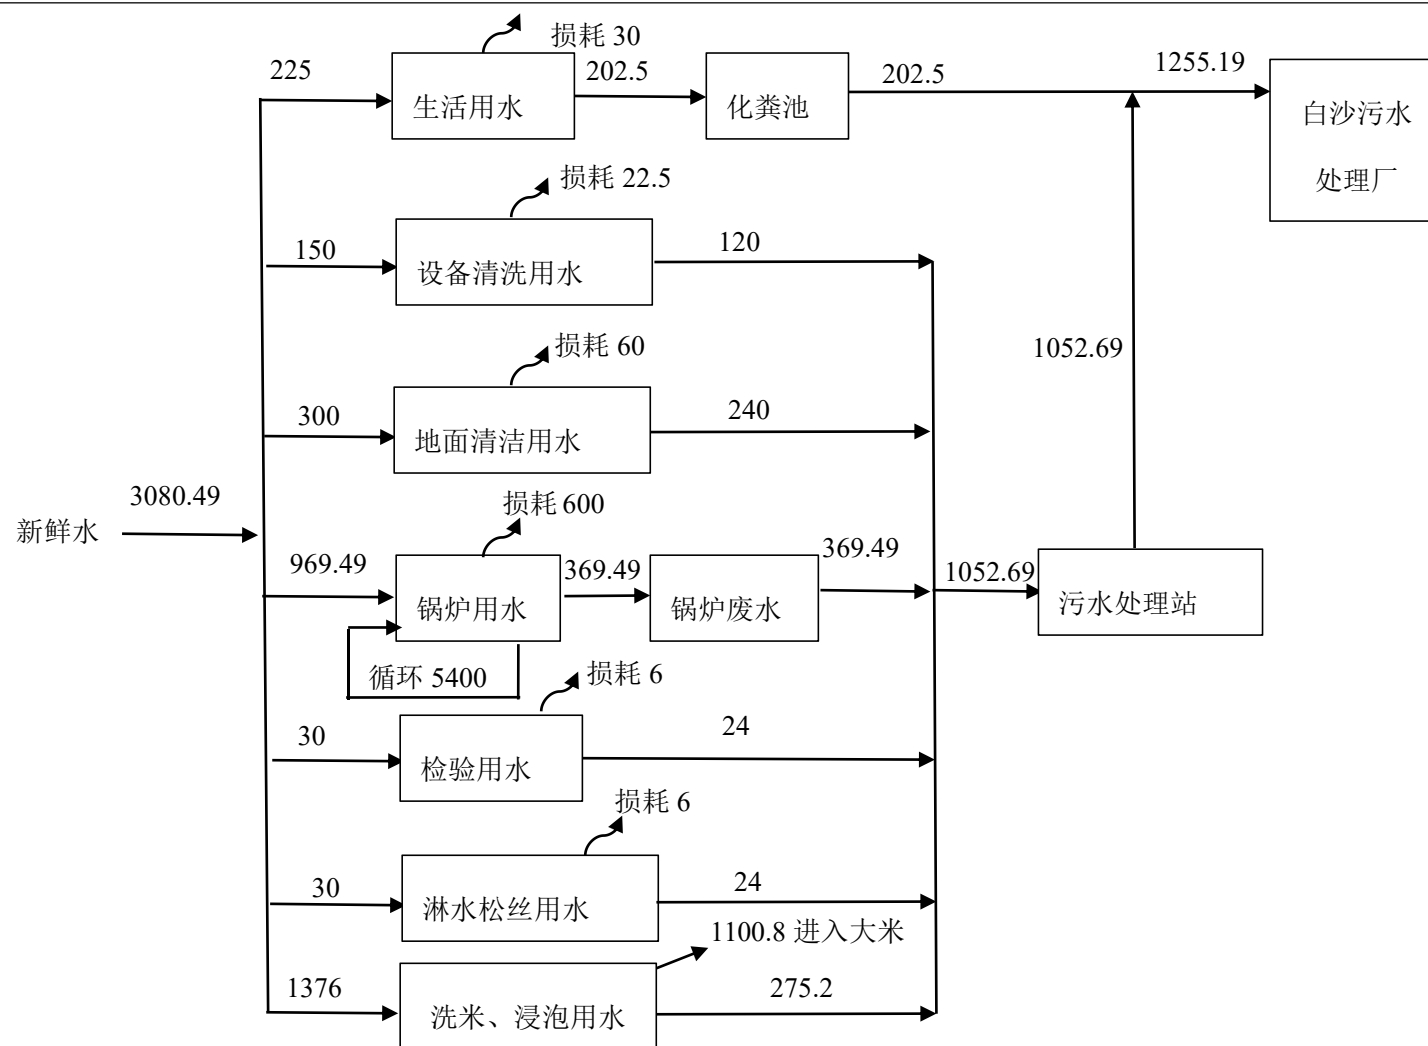 损耗 30
225
生活用水
202.5
化粪池
202.5
1255.19
白沙污水
处理厂
损耗 22.5
150
设备清洗用水
120
损耗 60
300
地面清洁用水
240
1052.69
新鲜水
3080.49
损耗 600
969.49
锅炉用水
369.49
锅炉废水
369.49
1052.69
污水处理站
循环 5400
损耗 6
30
检验用水
24
损耗 6
30
淋水松丝用水
24
1100.8 进入大米
1376
洗米、浸泡用水
275.2